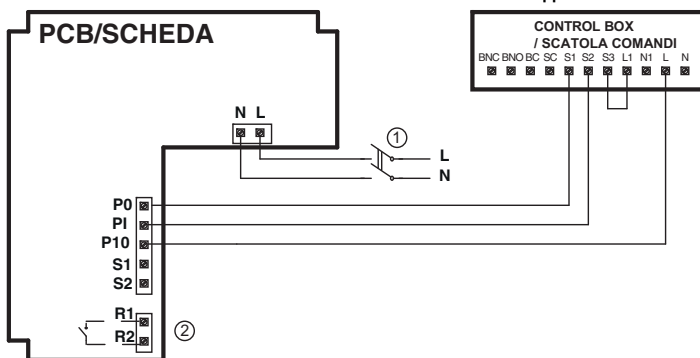 PCB/SCHEDA
CONTROL BOX
/ SCATOLA COMANDI
BNC BNO BC SC S1 S2 S3 L1 N1 L N
N L
1
L
N
P0
PI
P10
S1
S2
R1
R2
2